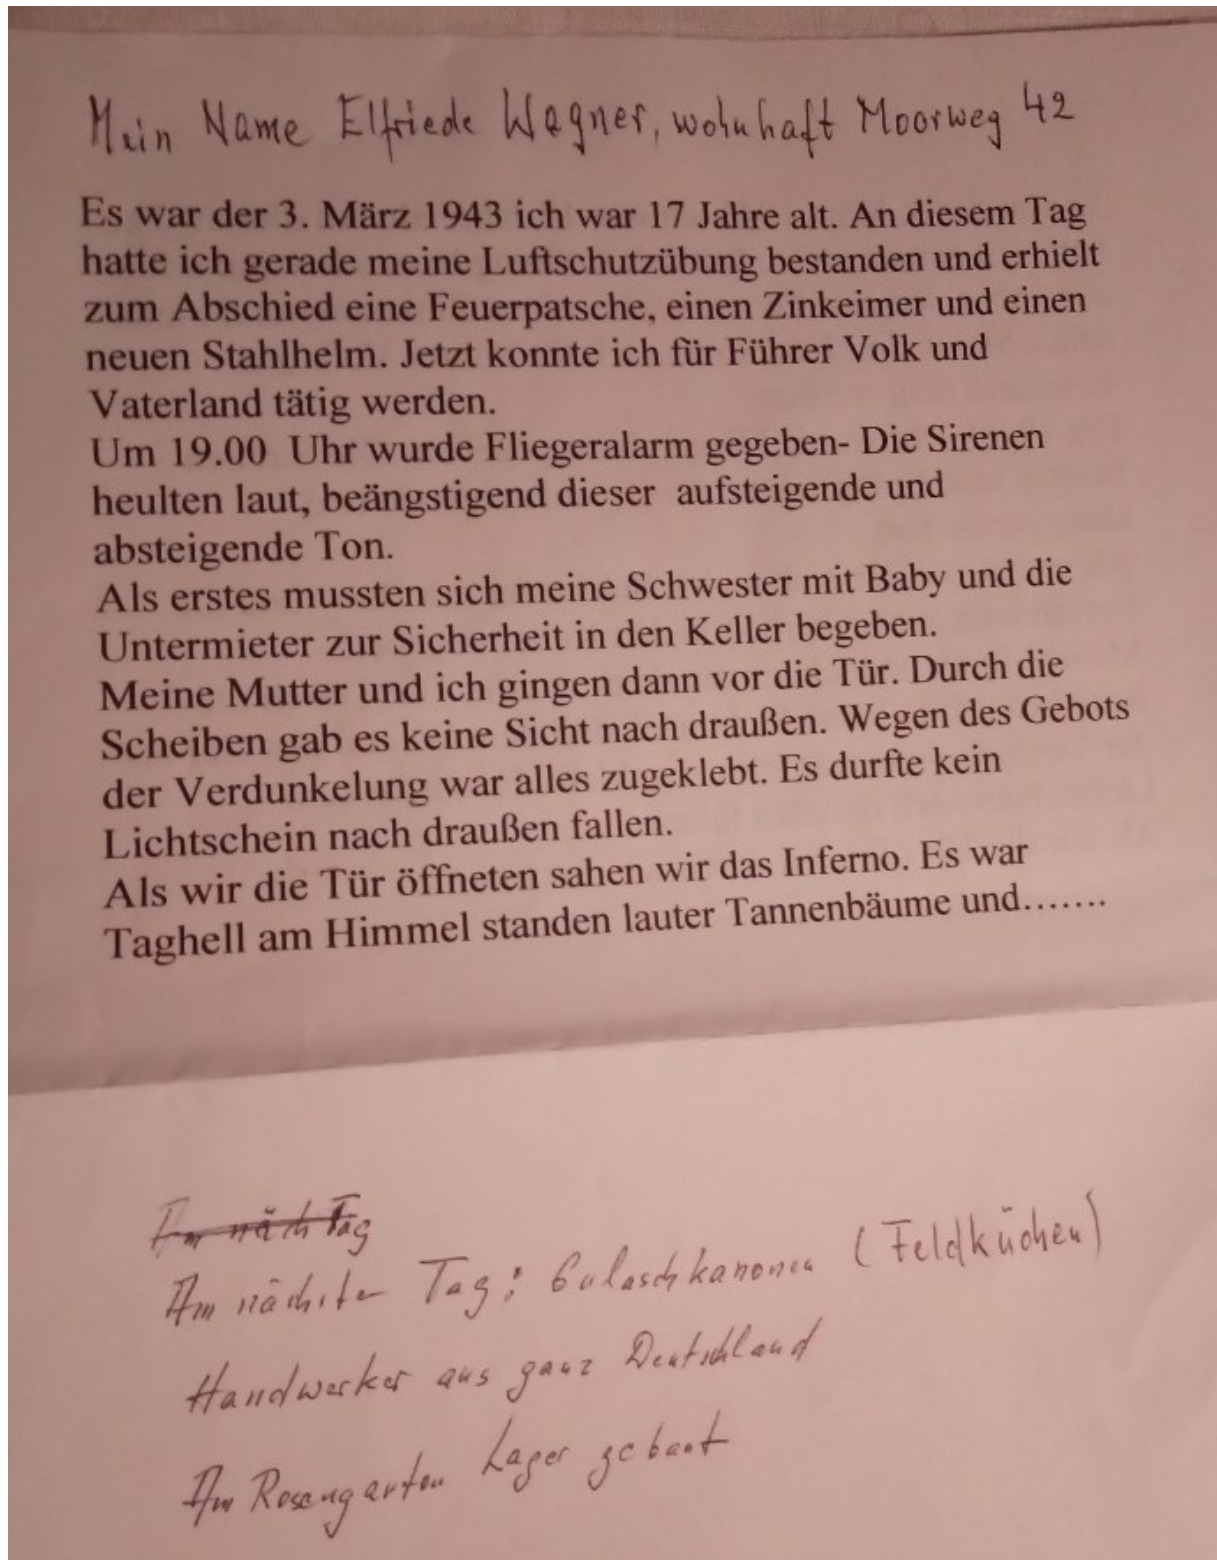 Mein Name Elfriede Wagner, wohnhaft Moorweg 42
Es war der 3. März 1943 ich war 17 Jahre alt. An diesem Tag
hatte ich gerade meine Luftschutzübung bestanden und erhielt
zum Abschied eine Feuerpatsche, einen Zinkeimer und einen
neuen Stahlhelm. Jetzt konnte ich für Führer Volk und
Vaterland tätig werden.
Um 19.00  Uhr wurde Fliegeralarm gegeben- Die Sirenen
heulten laut, beängstigend dieser  aufsteigende und
absteigende Ton.
Als erstes mussten sich meine Schwester mit Baby und die
Untermieter zur Sicherheit in den Keller begeben.
Meine Mutter und ich gingen dann vor die Tür. Durch die
Scheiben gab es keine Sicht nach draußen. Wegen des Gebots
der Verdunkelung war alles zugeklebt. Es durfte kein
Lichtschein nach draußen fallen.
Als wir die Tür öffneten sahen wir das Inferno. Es war
Taghell am Himmel standen lauter Tannenbäume und…….
Am näch Tag
Am nächsten Tag: Gulaschkanonen (Feldküchen)
Handwerker aus ganz Deutschland
Am Rosengarten Lager gebaut